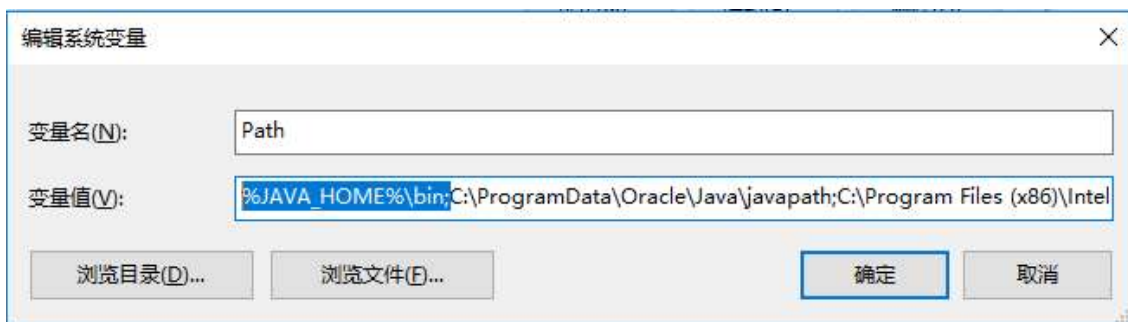 编辑系统变量
变量名(N):
Path
变量值(V):
%JAVA_HOME%\bin;C:\ProgramData\Oracle\Java\javapath;C:\Program Files (x86)\Intel
浏览目录(D)...
浏览文件(F)...
确定
取消